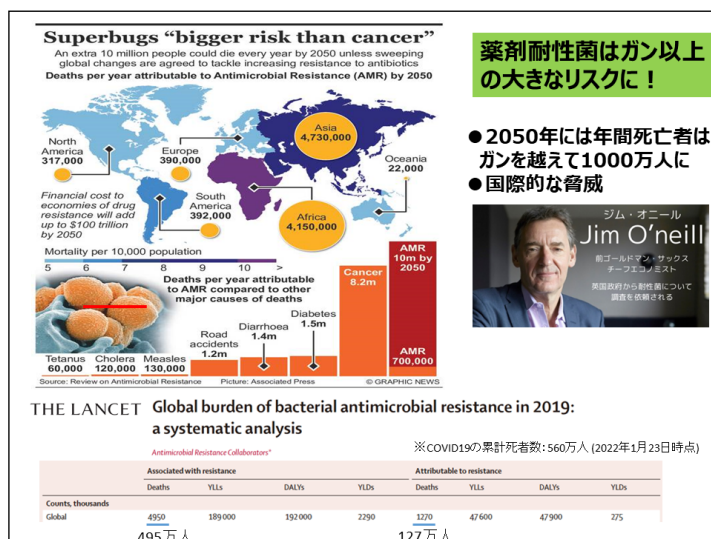 Superbugs “bigger risk than cancer”
An extra 10 million people could die every year by 2050 unless sweeping
global changes are agreed to tackle increasing resistance to antibiotics
Deaths per year attributable to Antimicrobial Resistance (AMR) by 2050
North
America
317,000
Europe
390,000
Asia
4,730,000
Oceania
22,000
South
America
392,000
Africa
4,150,000
Financial cost to
economies of drug
resistance will add
up to $100 trillion
by 2050
Mortality per 10,000 population
5 6 7 8 9 10 >
Deaths per year attributable
to AMR compared to other
major causes of deaths
Tetanus
60,000
Cholera
120,000
Measles
130,000
Road
accidents
1.2m
Diarrhoea
1.4m
Diabetes
1.5m
Cancer
8.2m
AMR
10m by
2050
AMR
700,000
Source: Review on Antimicrobial Resistance Picture: Associated Press © GRAPHIC NEWS
薬剤耐性菌はガン以上
の大きなリスクに！
●2050年には年間死亡者は
ガンを越えて1000万人に
●国際的な脅威
ジム・オニール
Jim O’neill
前ゴールドマン・サックス
チーフエコノミスト
英国政府から耐性菌について
調査を依頼される
THE LANCET
Global burden of bacterial antimicrobial resistance in 2019:
a systematic analysis
Antimicrobial Resistance Collaborators*
※COVID19の累計死者数：560万人 (2022年1月23日時点)
Associated with resistance Attributable to resistance
Deaths YLLs DALYs YLDs Deaths YLLs DALYs YLDs
Counts, thousands
Global 4950 189000 192000 2290 1270 47600 47900 275
495万人 127万人